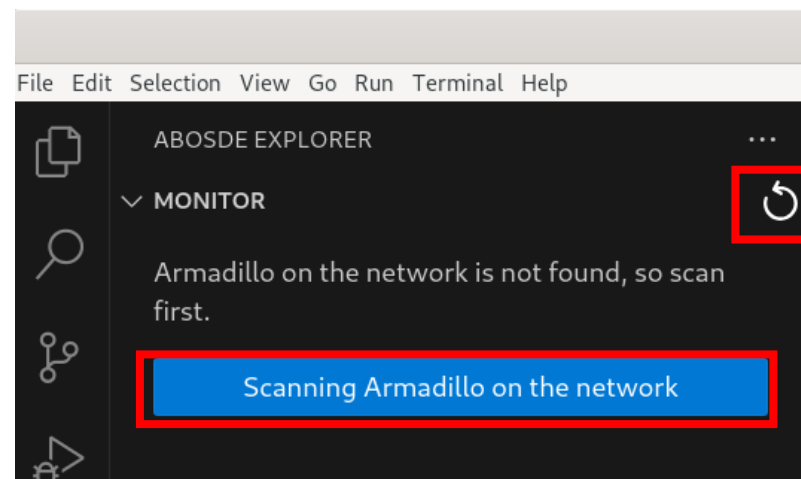 File Edit Selection View Go Run Terminal Help
ABOSDE EXPLORER
MONITOR
Armadillo on the network is not found, so scan
first.
Scanning Armadillo on the network